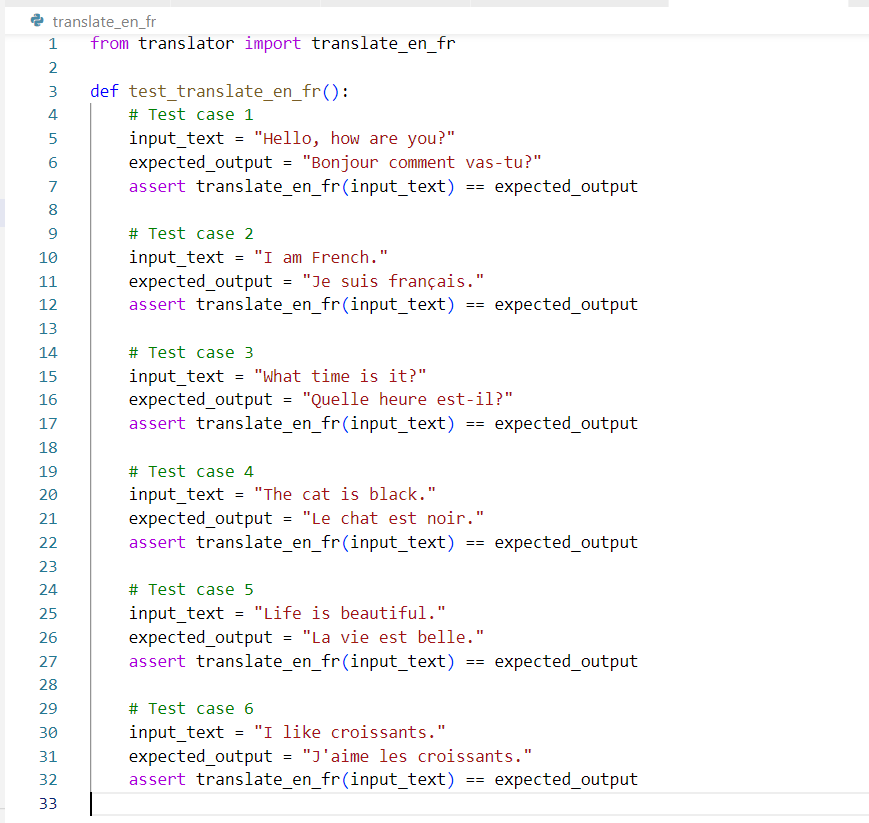 translate_en_fr
1 from translator import translate_en_fr
2
3 def test_translate_en_fr():
4     # Test case 1
5     input_text = "Hello, how are you?"
6     expected_output = "Bonjour comment vas-tu?"
7     assert translate_en_fr(input_text) == expected_output
8
9     # Test case 2
10     input_text = "I am French."
11     expected_output = "Je suis français."
12     assert translate_en_fr(input_text) == expected_output
13
14     # Test case 3
15     input_text = "What time is it?"
16     expected_output = "Quelle heure est-il?"
17     assert translate_en_fr(input_text) == expected_output
18
19     # Test case 4
20     input_text = "The cat is black."
21     expected_output = "Le chat est noir."
22     assert translate_en_fr(input_text) == expected_output
23
24     # Test case 5
25     input_text = "Life is beautiful."
26     expected_output = "La vie est belle."
27     assert translate_en_fr(input_text) == expected_output
28
29     # Test case 6
30     input_text = "I like croissants."
31     expected_output = "J'aime les croissants."
32     assert translate_en_fr(input_text) == expected_output
33